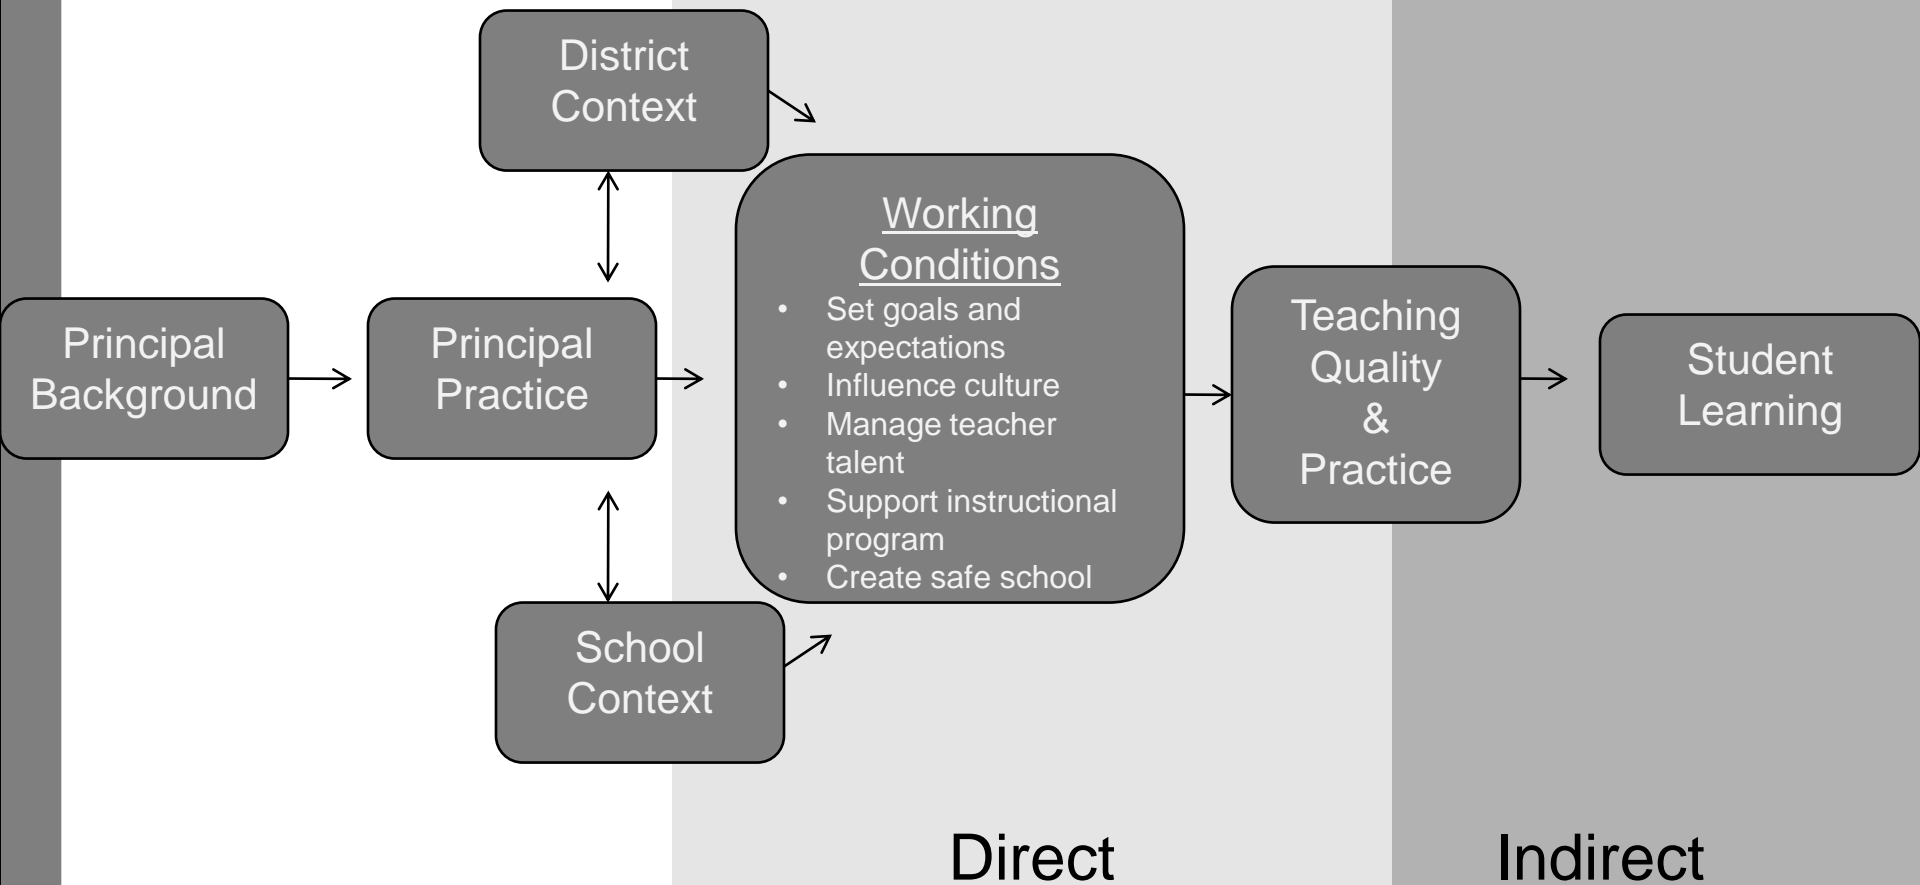 District
Context
Principal
Background
Principal
Practice
School
Context
Working
Conditions
• Set goals and
expectations
• Influence culture
• Manage teacher
talent
• Support instructional
program
• Create safe school
Teaching
Quality
&
Practice
Student
Learning
Direct
Indirect